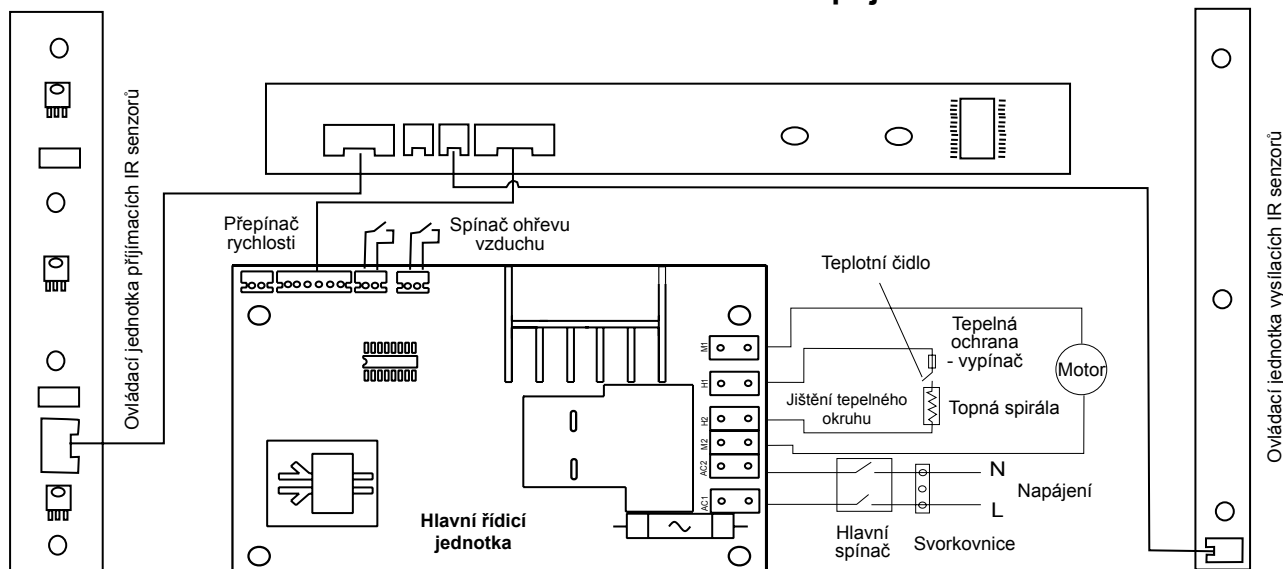 Ovládací jednotka příjímacích IR senzorů
Přepínač
rychlosti
Spínač ohřevu
vzduchu
Teplotní čidlo
Tepelná
ochrana
- vypínač
Motor
Jištění tepelného
okruhu
Topná spirála
M1
H1
H2
M2
AC2
AC1
N
Napájení
L
Hlavní řídicí
jednotka
Hlavní
spínač
Svorkovnice
Ovládací jednotka vysílacích IR senzorů